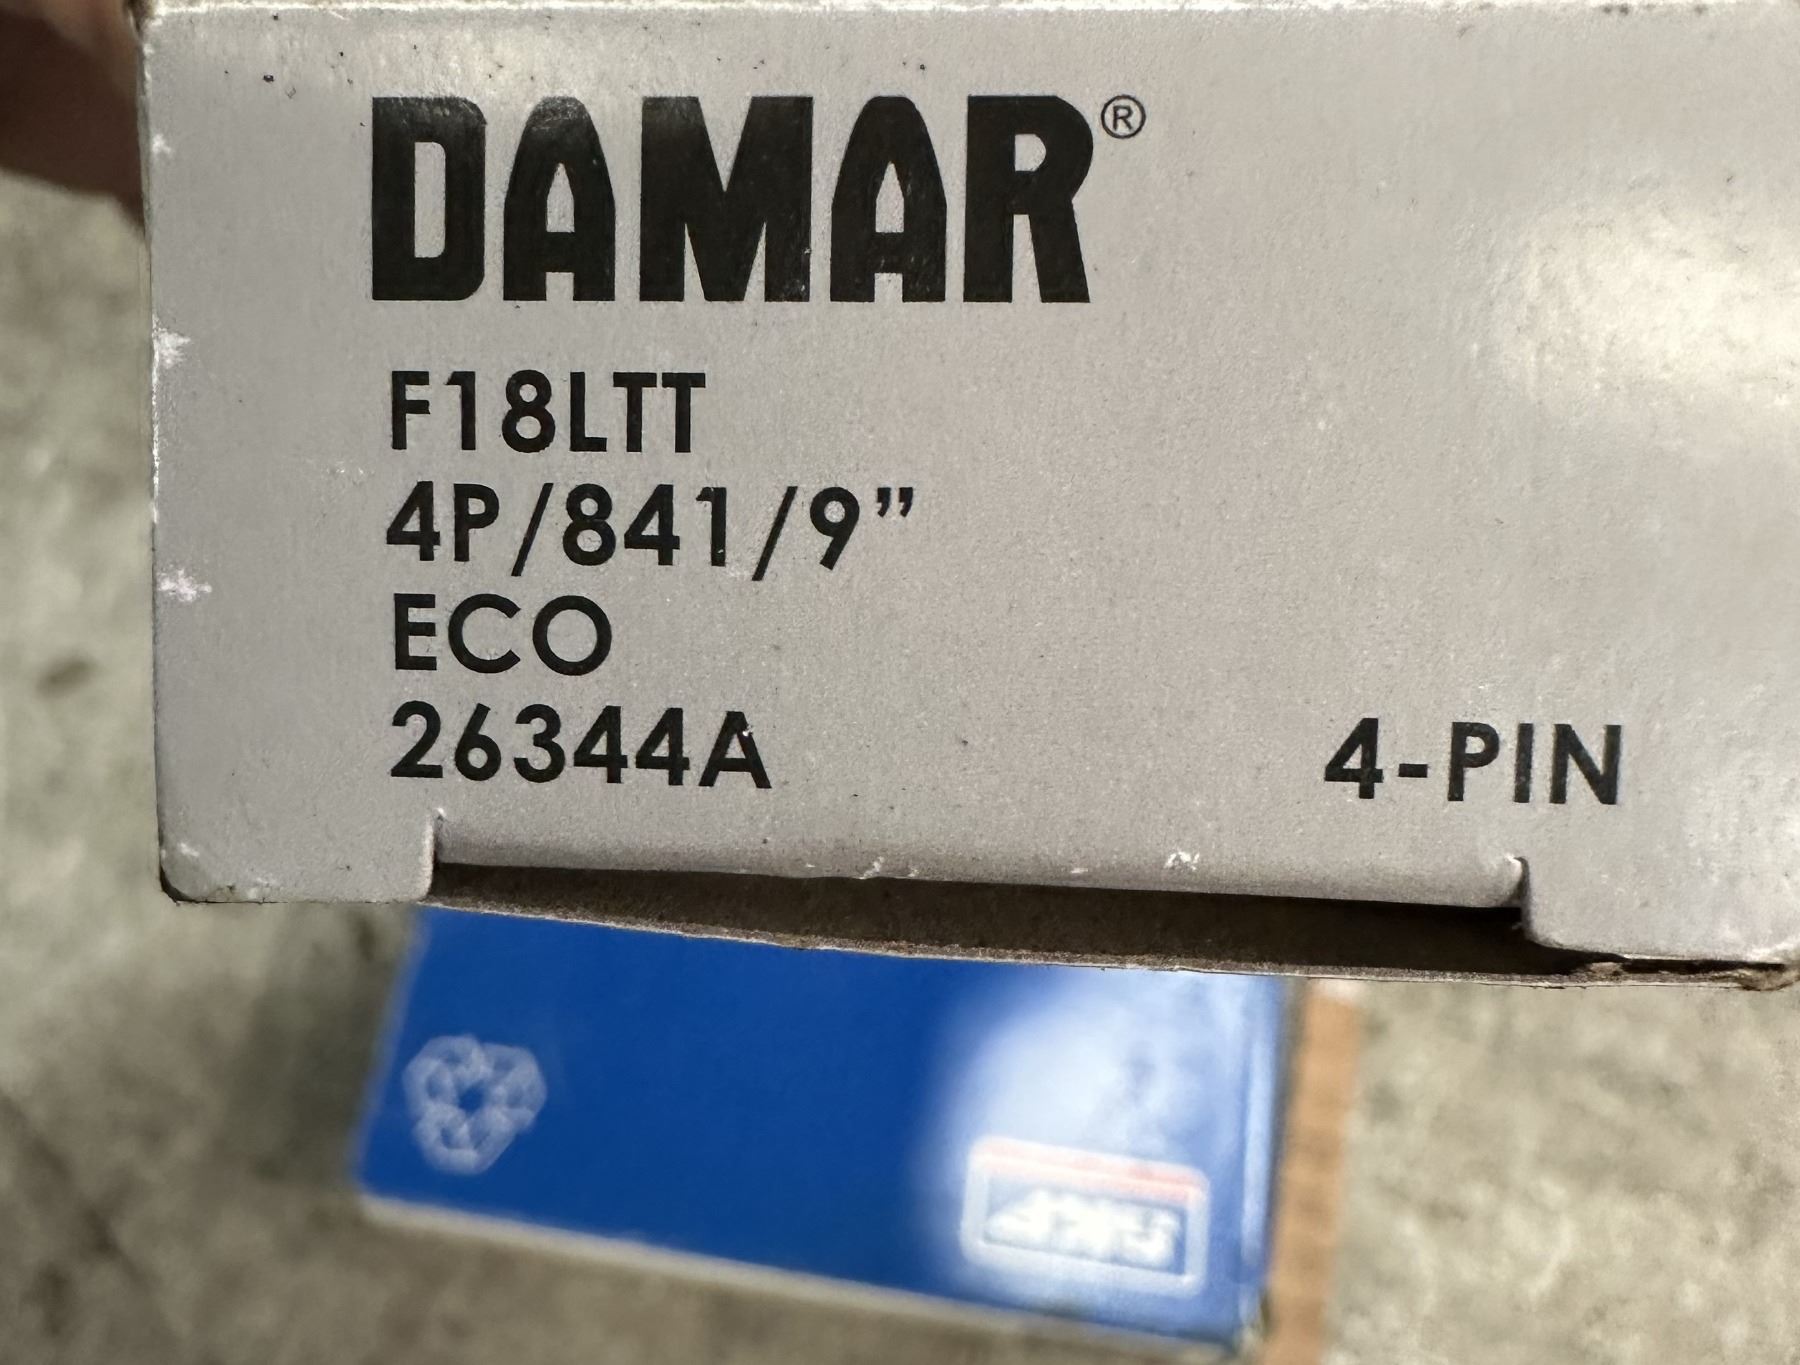 DAMAR®
F18LTT
4P/841/9”
ECO
26344A
4-PIN